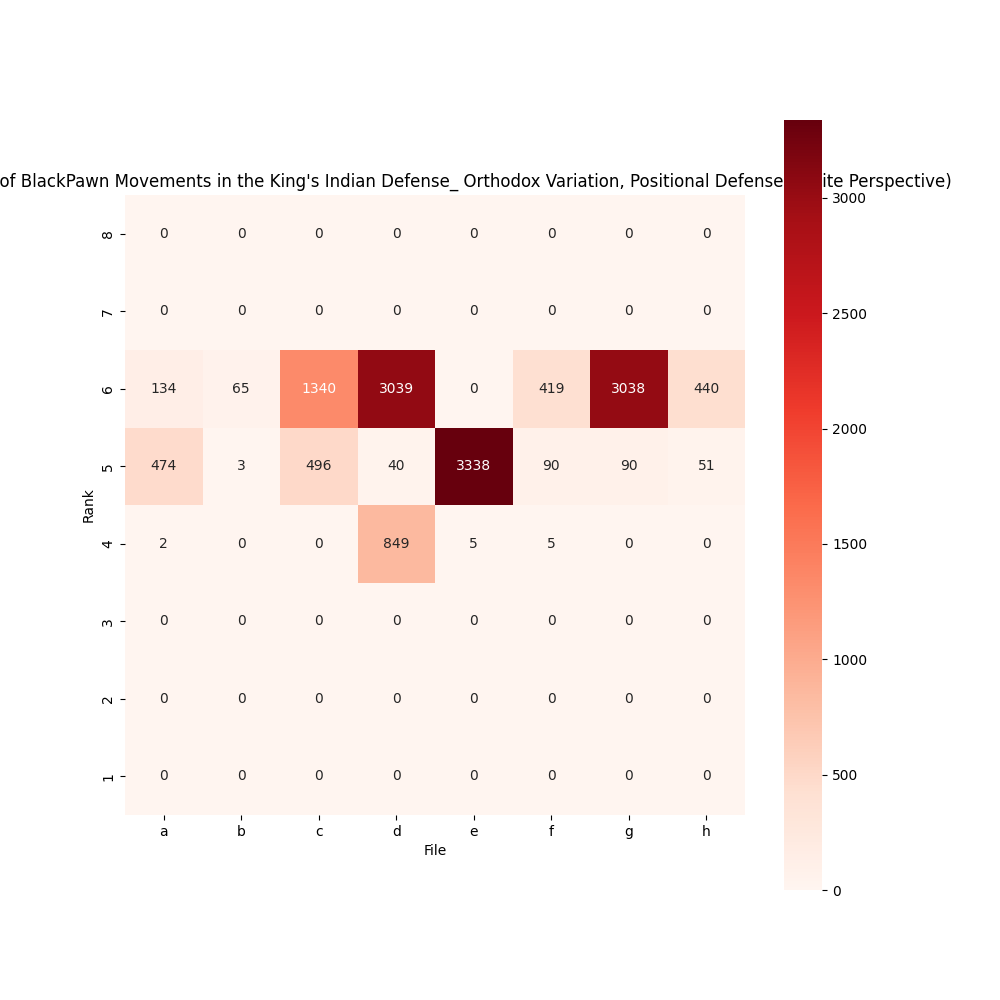 of BlackPawn Movements in the King's Indian Defense_ Orthodox Variation, Positional Defense ite Perspective)
3000
8 0 0 0 0 0 0 0 0
7 0 0 0 0 0 0 0 0
2500
6 134 65 1340 3039 0 419 3038 440
2000
5 474 3 496 40 3338 90 90 51
Rank
1500
4 2 0 0 849 5 5 0 0
1000
3 0 0 0 0 0 0 0 0
2 0 0 0 0 0 0 0 0
500
1 0 0 0 0 0 0 0 0
a b c d e f g h
File
0